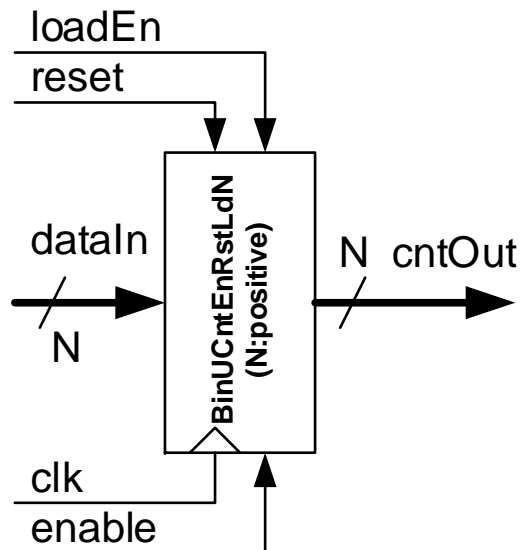 loadEn
reset
dataIn
N
BinUCntEnRstLdN
(N:positive)
N cntOut
clk
enable